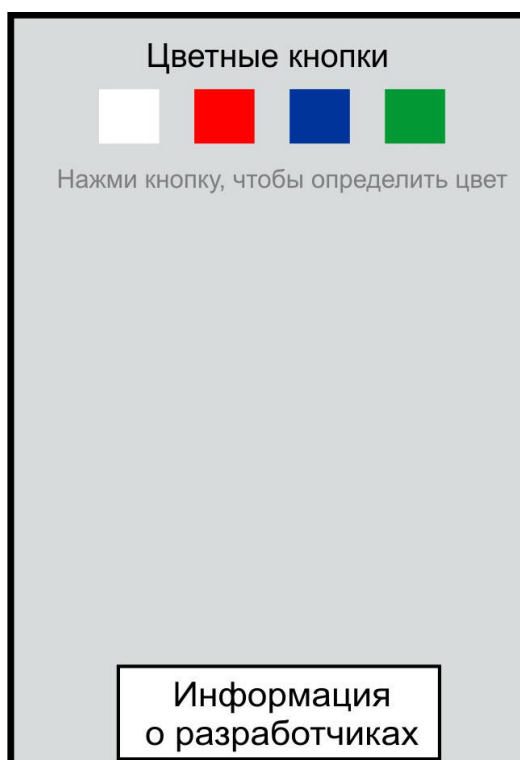 Цветные кнопки
Нажми кнопку, чтобы определить цвет
Информация
о разработчиках